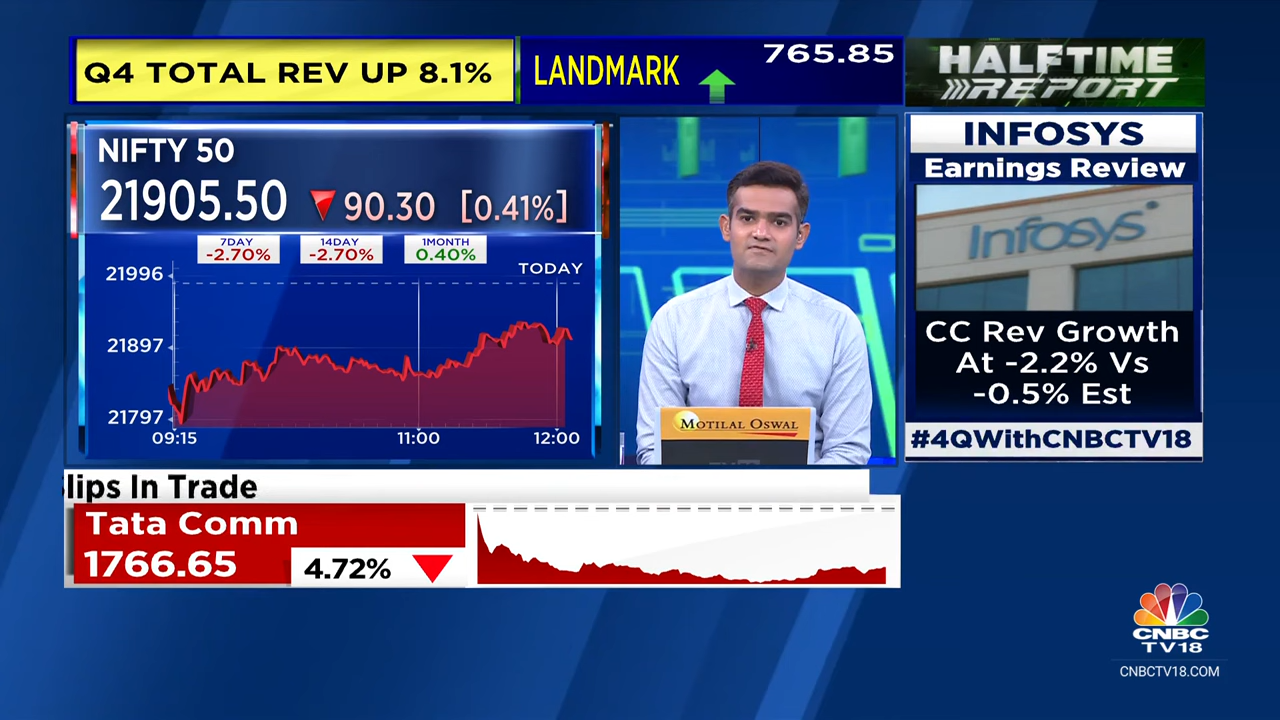 Q4 TOTAL REV UP 8.1%
LANDMARK
765.85
HALFTIME
REPORT
NIFTY 50
21905.50 90.30 [0.41%]
7DAY 14DAY 1MONTH
-2.70% -2.70% 0.40%
TODAY
21996
21897
21797
09:15 11:00 12:00
MOTILAL OSWAL
INFOSYS
Earnings Review
Infosys
CC Rev Growth
At -2.2% Vs
-0.5% Est
#4QWithCNBCTV18
lips In Trade
Tata Comm
1766.65 4.72%
CNBC
TV18
CNBCTV18.COM